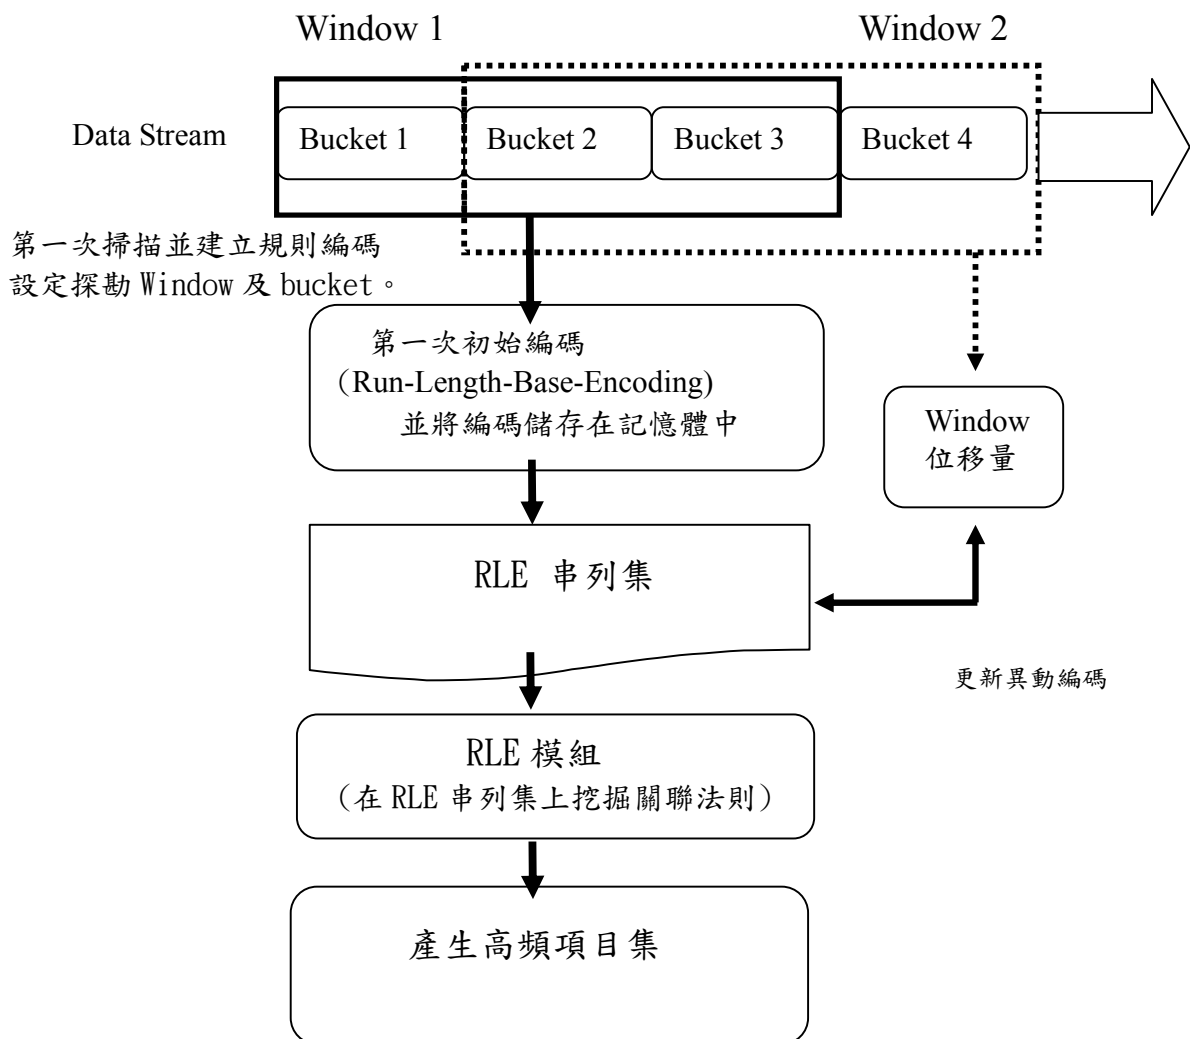 Window 1
Window 2
Data Stream
Bucket 1
Bucket 2
Bucket 3
Bucket 4
第一次掃描並建立規則編碼
設定探勘 Window 及 bucket。
第一次初始編碼
（Run-Length-Base-Encoding)
並將編碼儲存在記憶體中
Window
位移量
RLE 串列集
更新異動編碼
RLE 模組
（在 RLE 串列集上挖掘關聯法則）
產生高頻項目集